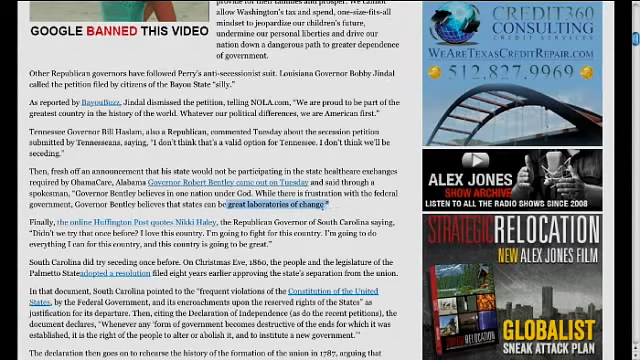 provide for their families and prosper. We cannot
allow Washington's tax and spend, one-size-fits-all
mindset to jeopardize our children's future,
undermine our personal liberties and drive our
nation down a dangerous path to greater dependence
of government.
GOOGLE BANNED THIS VIDEO
Other Republican governors have followed Perry's anti-secessionist suit. Louisiana Governor Bobby Jindal
called the petition filed by citizens of the Bayou State "silly."
As reported by BayouBuzz, Jindal dismissed the petition, telling NOLA.com, "We are proud to be part of the
greatest country in the history of the world. Whatever our political differences, we are American first."
Tennessee Governor Bill Haslam, also a Republican, commented Tuesday about the secession petition
submitted by Tennesseans, saying, "I don't think that's a valid option for Tennessee. I don't think we'll be
seceding."
Then, fresh off an announcement that his state would not be participating in the state healthcare exchanges
required by ObamaCare, Alabama Governor Robert Bentley came out on Tuesday and said through a
spokesman, "Governor Bentley believes in one nation under God. While there is frustration with the federal
government, Governor Bentley believes that states can be great laboratories of change."
Finally, the online Huffington Post quotes Nikki Haley, the Republican Governor of South Carolina saying,
"Didn't we try that once before? I love this country. I'm going to fight for this country. I'm going to do
everything I can for this country, and this country is going to be great."
South Carolina did try seceding once before. On Christmas Eve, 1860, the people and the legislature of the
Palmetto State adopted a resolution filed eight years earlier approving the state's separation from the union.
In that document, South Carolina pointed to the "frequent violations of the Constitution of the United
States, by the Federal Government, and its encroachments upon the reserved rights of the States" as
justification for its departure. Then, citing the Declaration of Independence (as do the recent petitions), the
document declares, "Whenever any 'form of government becomes destructive of the ends for which it was
established, it is the right of the people to alter or abolish it, and to institute a new government.'"
The declaration then goes on to rehearse the history of the formation of the union in 1787, arguing that
CREDIT360
CONSULTING
CREDIT SERVICES
WEARETEXASCREDITREPAIR.COM
512.827.9969
ALEX JONES
SHOW ARCHIVE
LISTEN TO ALL THE RADIO SHOWS SINCE 2008
STRATEGIC RELOCATION
NEW ALEX JONES FILM
STRATEGIC RELOCATION
GLOBALIST
SNEAK ATTACK PLAN